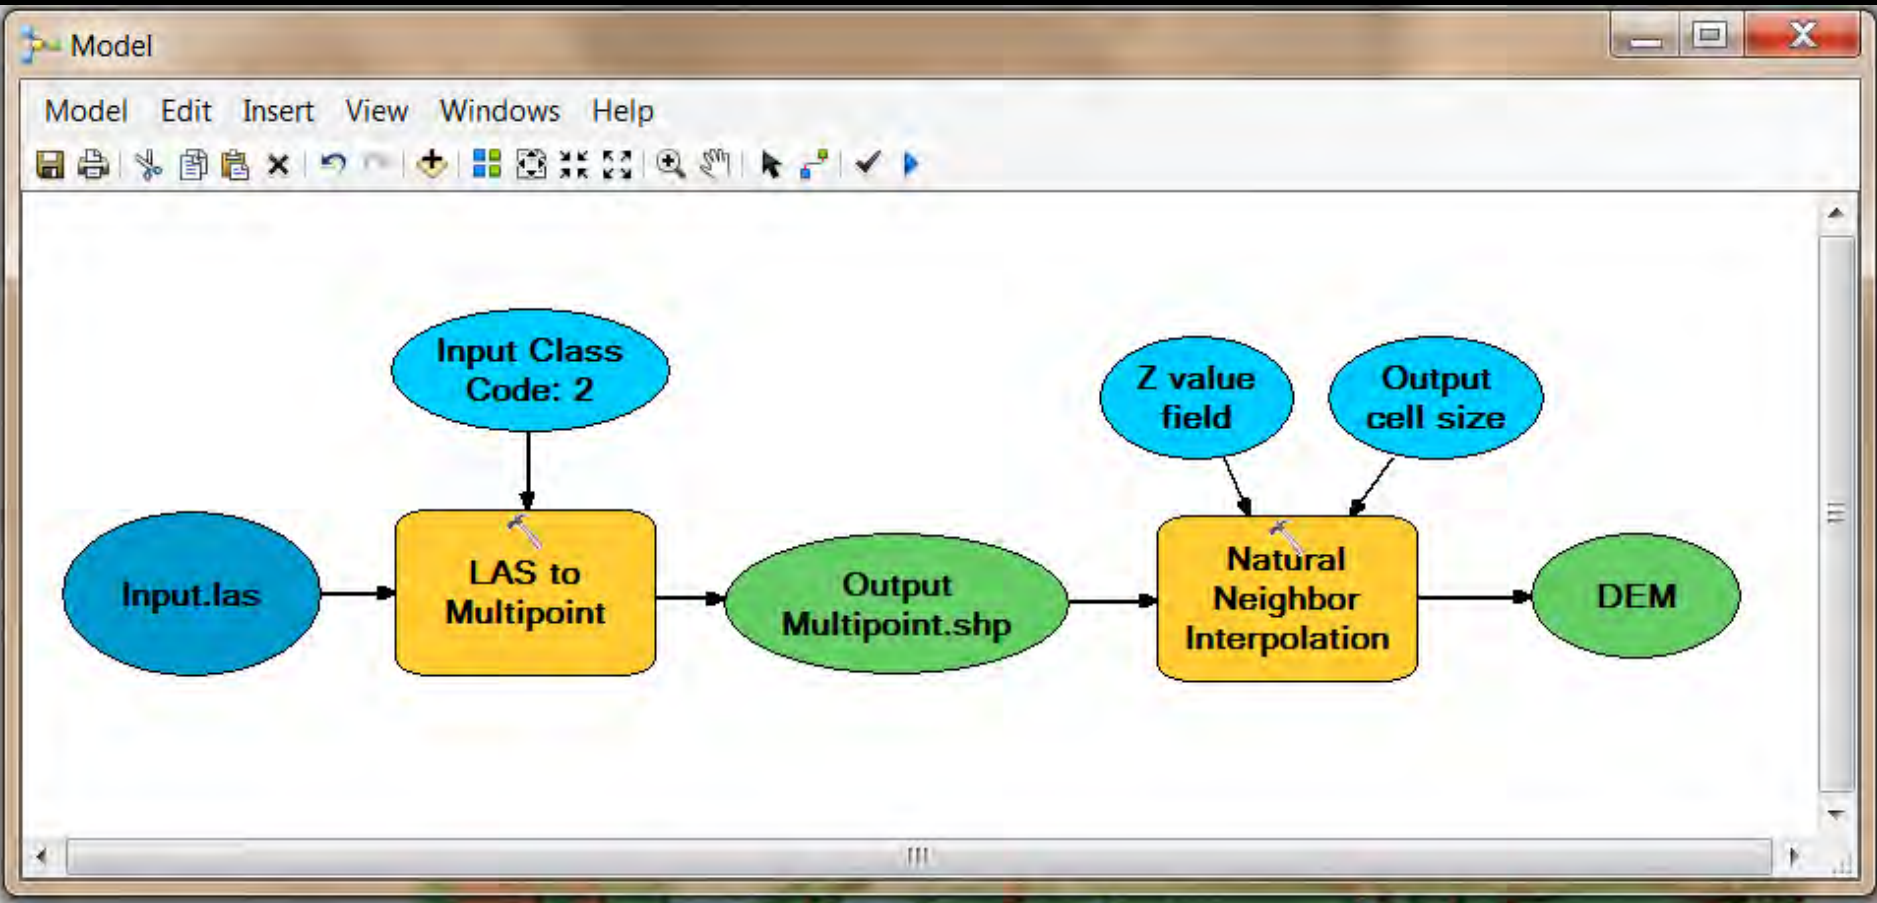 Model
Model Edit Insert View Windows Help
Input Class
Code: 2
Z value
field
Output
cell size
Input.las
LAS to
Multipoint
Output
Multipoint.shp
Natural
Neighbor
Interpolation
DEM